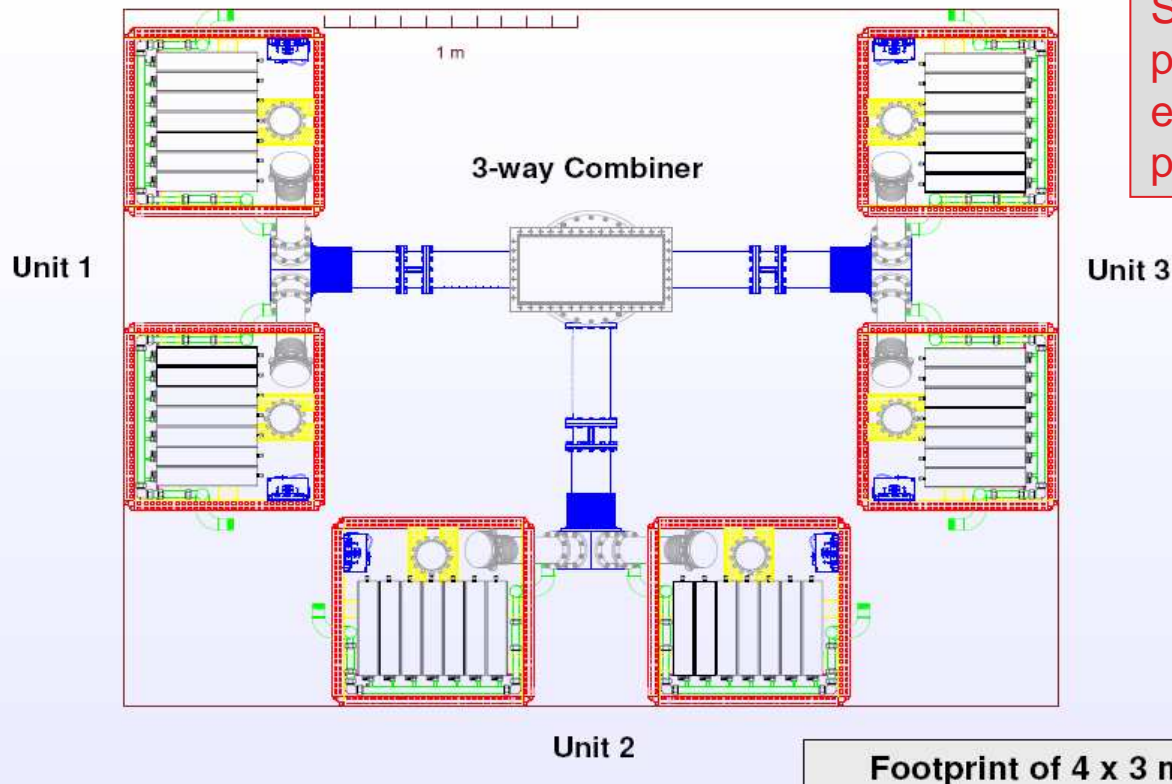 1 m
3-way Combiner
Unit 1
Unit 3
Unit 2
Footprint of 4 x 3